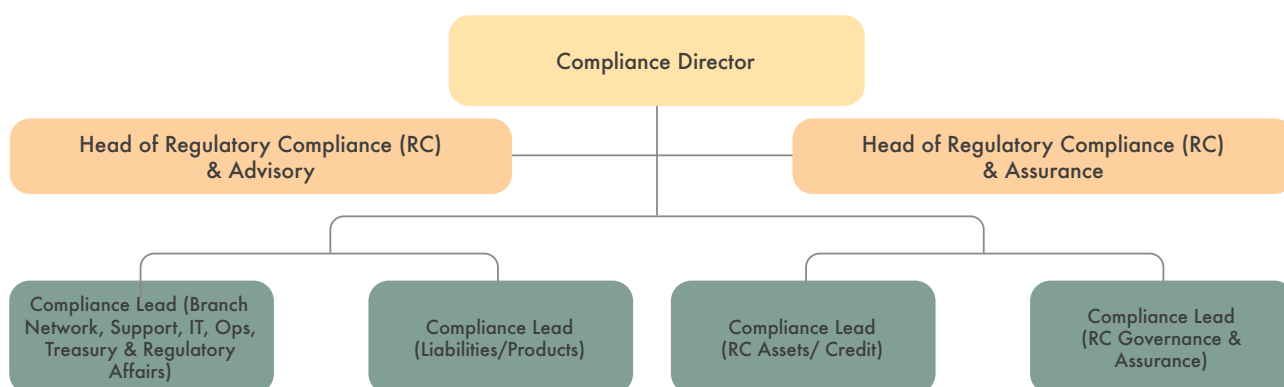 Compliance Director
Head of Regulatory Compliance (RC)
& Advisory
Head of Regulatory Compliance (RC)
& Assurance
Compliance Lead (Branch
Network, Support, IT, Ops,
Treasury & Regulatory
Affairs)
Compliance Lead
(Liabilities/Products)
Compliance Lead
(RC Assets/ Credit)
Compliance Lead
(RC Governance &
Assurance)